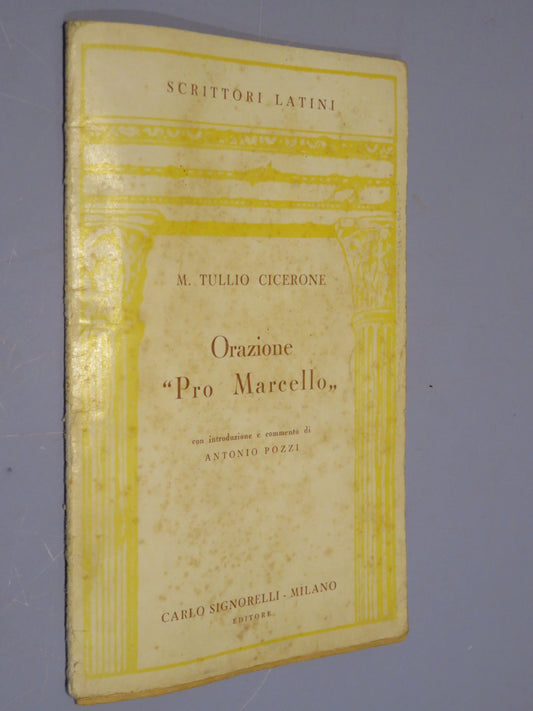 SCRITTORI LATINI
M. TULLIO CICERONE
Orazione
“Pro Marcello„
con introduzione e commento di
ANTONIO POZZI
CARLO SIGNORELLI - MILANO
EDITORE